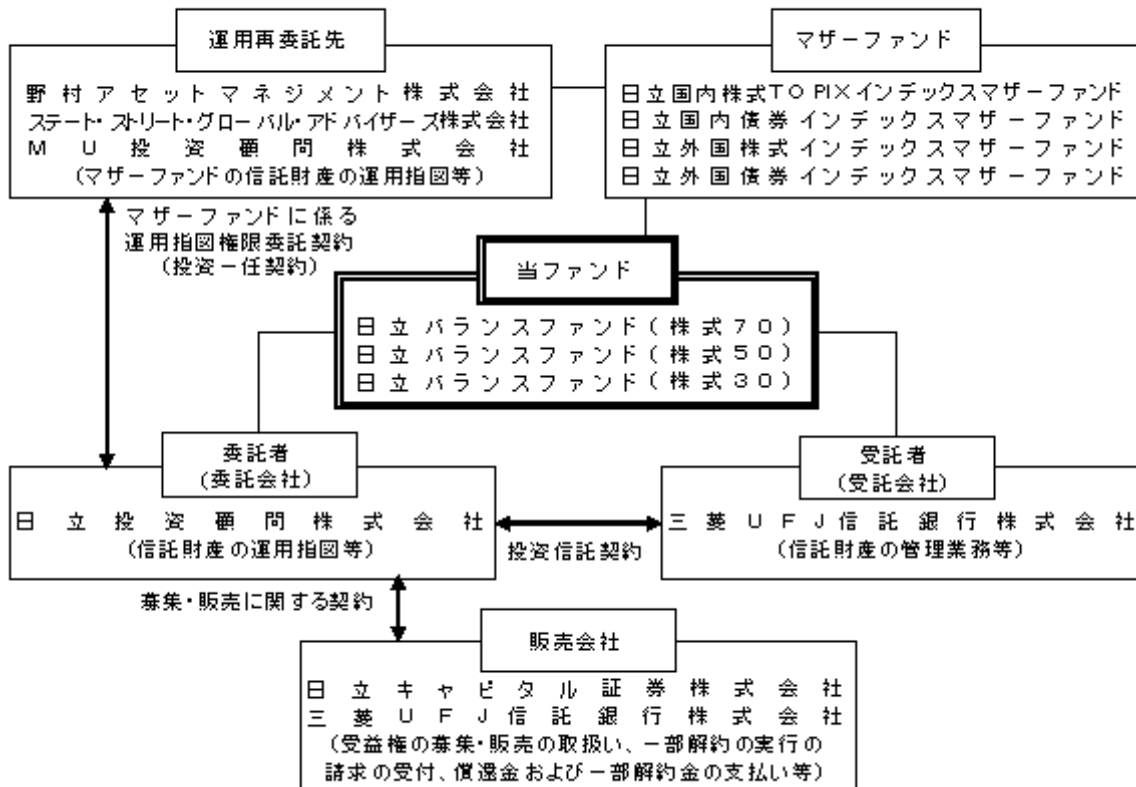 運用再委託先
野村アセットマネジメント株式会社
ステート・ストリート・グローバル・アドバイザーズ株式会社
MU投資顧問株式会社
(マザーファンドの信託財産の運用指図等)
マザーファンド
日立国内株式TOPIXインデックスマザーファンド
日立国内債券インデックスマザーファンド
日立外国株式インデックスマザーファンド
日立外国債券インデックスマザーファンド
マザーファンドに係る
運用指図権限委託契約
(投資一任契約)
当ファンド
日立バランスファンド(株式70)
日立バランスファンド(株式50)
日立バランスファンド(株式30)
委託者
(委託会社)
日立投資顧問株式会社
(信託財産の運用指図等)
投資信託契約
受託者
(受託会社)
三菱UFJ信託銀行株式会社
(信託財産の管理業務等)
募集・販売に関する契約
販売会社
日立キャピタル証券株式会社
三菱UFJ信託銀行株式会社
(受益権の募集・販売の取扱い、一部解約の実行の
請求の受付、償還金および一部解約金の支払い等)